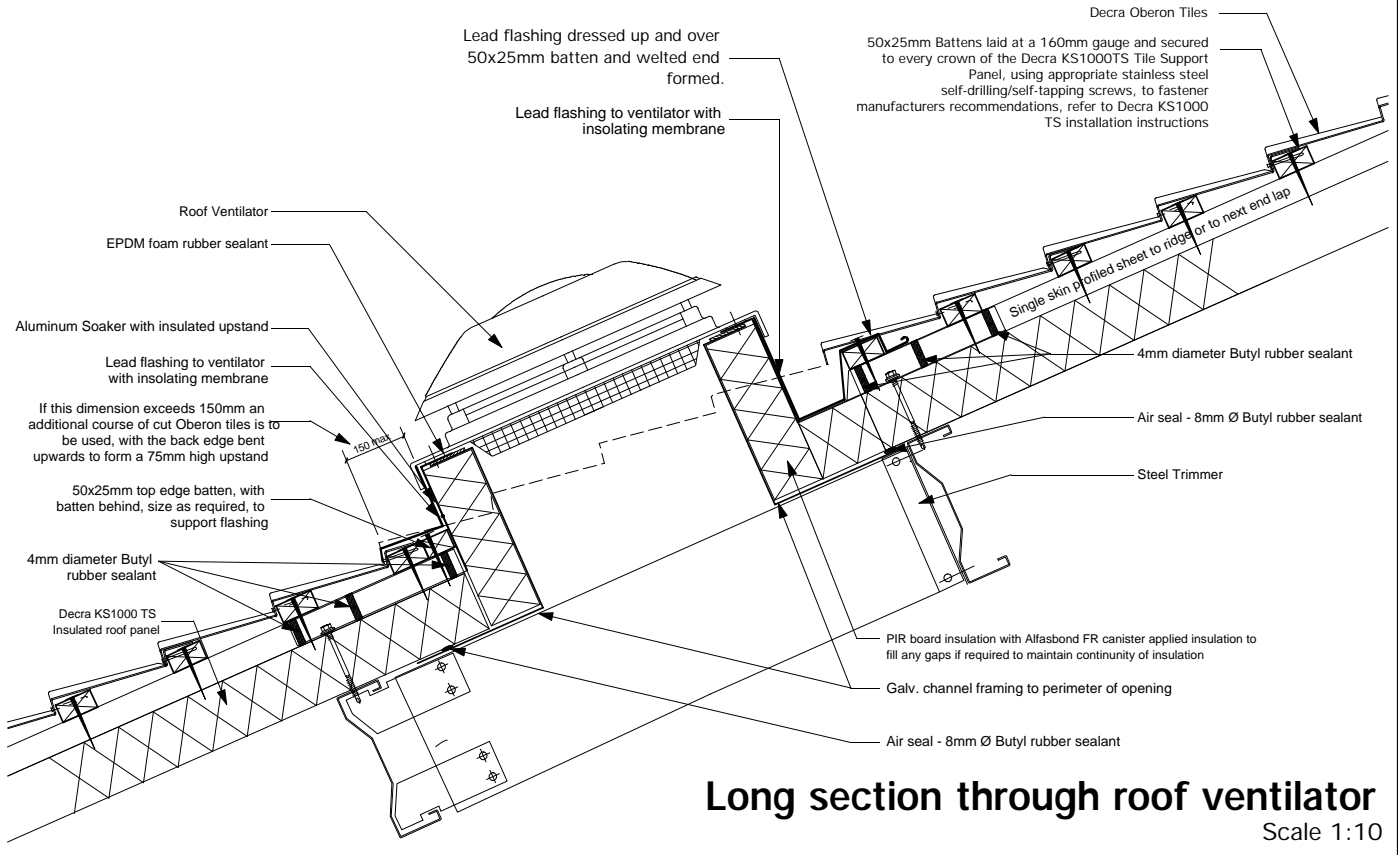 Decra Oberon Tiles
Lead flashing dressed up and over
50x25mm batten and welted end
formed.
50x25mm Battens laid at a 160mm gauge and secured
to every crown of the Decra KS1000TS Tile Support
Panel, using appropriate stainless steel
self-drilling/self-tapping screws, to fastener
manufacturers recommendations, refer to Decra KS1000
TS installation instructions
Lead flashing to ventilator with
insolating membrane
Roof Ventilator
EPDM foam rubber sealant
Aluminum Soaker with insulated upstand
Lead flashing to ventilator
with insolating membrane
If this dimension exceeds 150mm an
additional course of cut Oberon tiles is to
be used, with the back edge bent
upwards to form a 75mm high upstand
150 max
50x25mm top edge batten, with
batten behind, size as required, to
support flashing
4mm diameter Butyl
rubber sealant
Decra KS1000 TS
Insulated roof panel
Single skin profiled sheet to ridge or to next end lap
4mm diameter Butyl rubber sealant
Air seal - 8mm Ø Butyl rubber sealant
Steel Trimmer
PIR board insulation with Alfasbond FR canister applied insulation to
fill any gaps if required to maintain continunity of insulation
Galv. channel framing to perimeter of opening
Air seal - 8mm Ø Butyl rubber sealant
Long section through roof ventilator
Scale 1:10